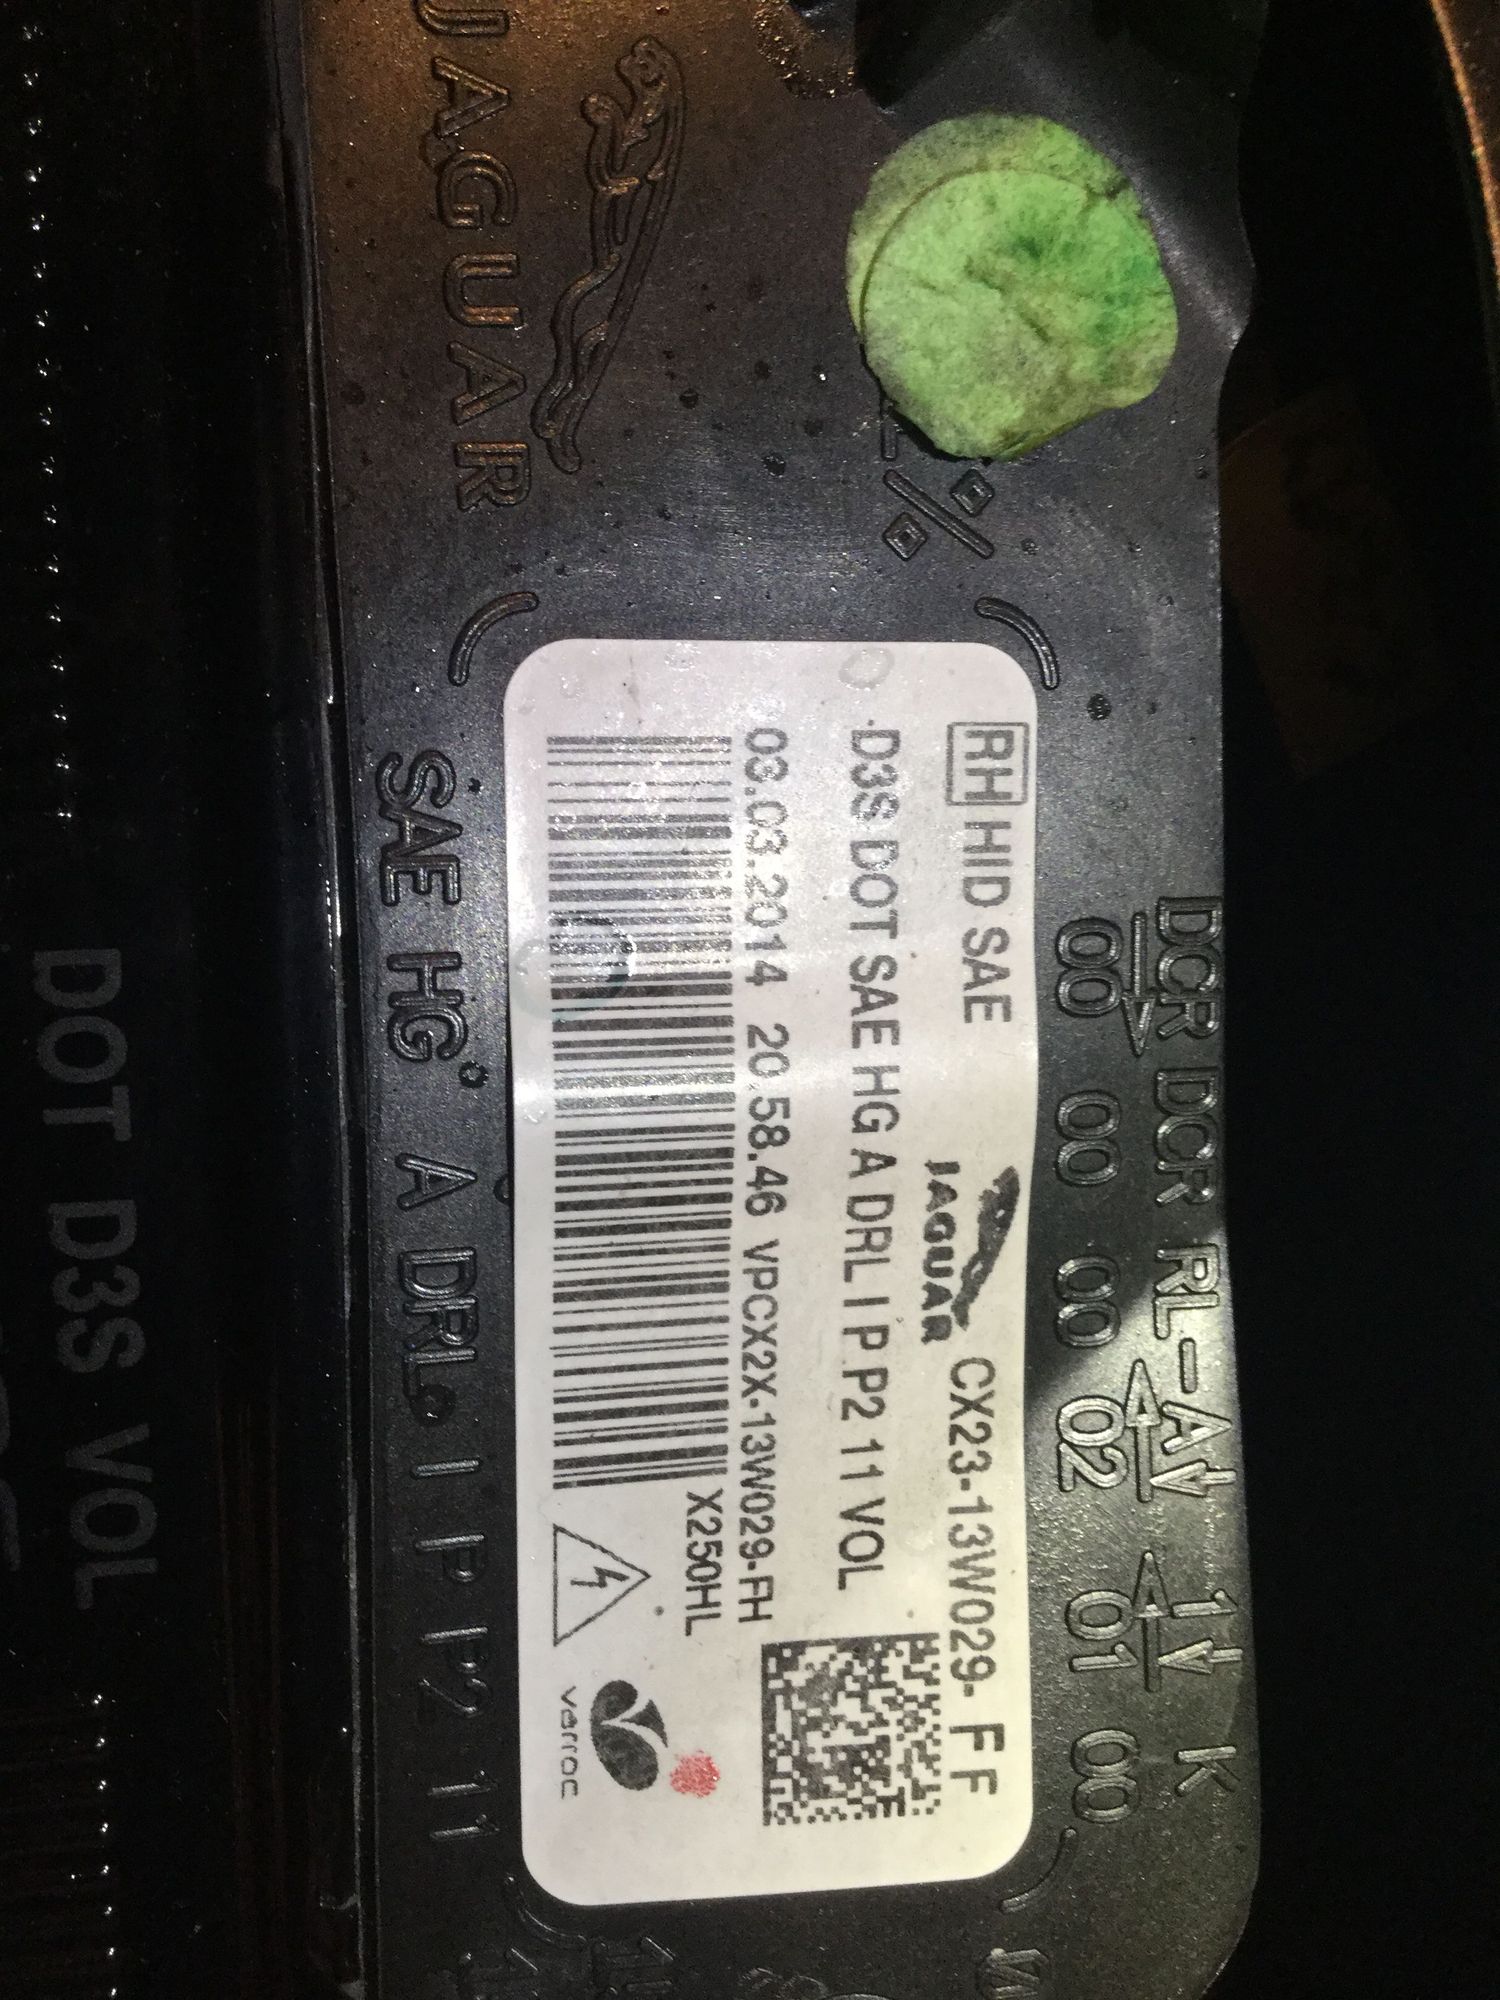 JAGUAR
%
DCR DCR RL-A 1 K
00 00 00 02 01 00
RH HID SAE
JAGUAR
CX23-13W029- FF
D3S DOT SAE HG A DRL I P P2 11 VOL
03.03.2014 20.58.46 VPCX2X-13W029-FH
X250HL
varroc
SAE HG A DRL I P P2 11
DOT D3S VOL